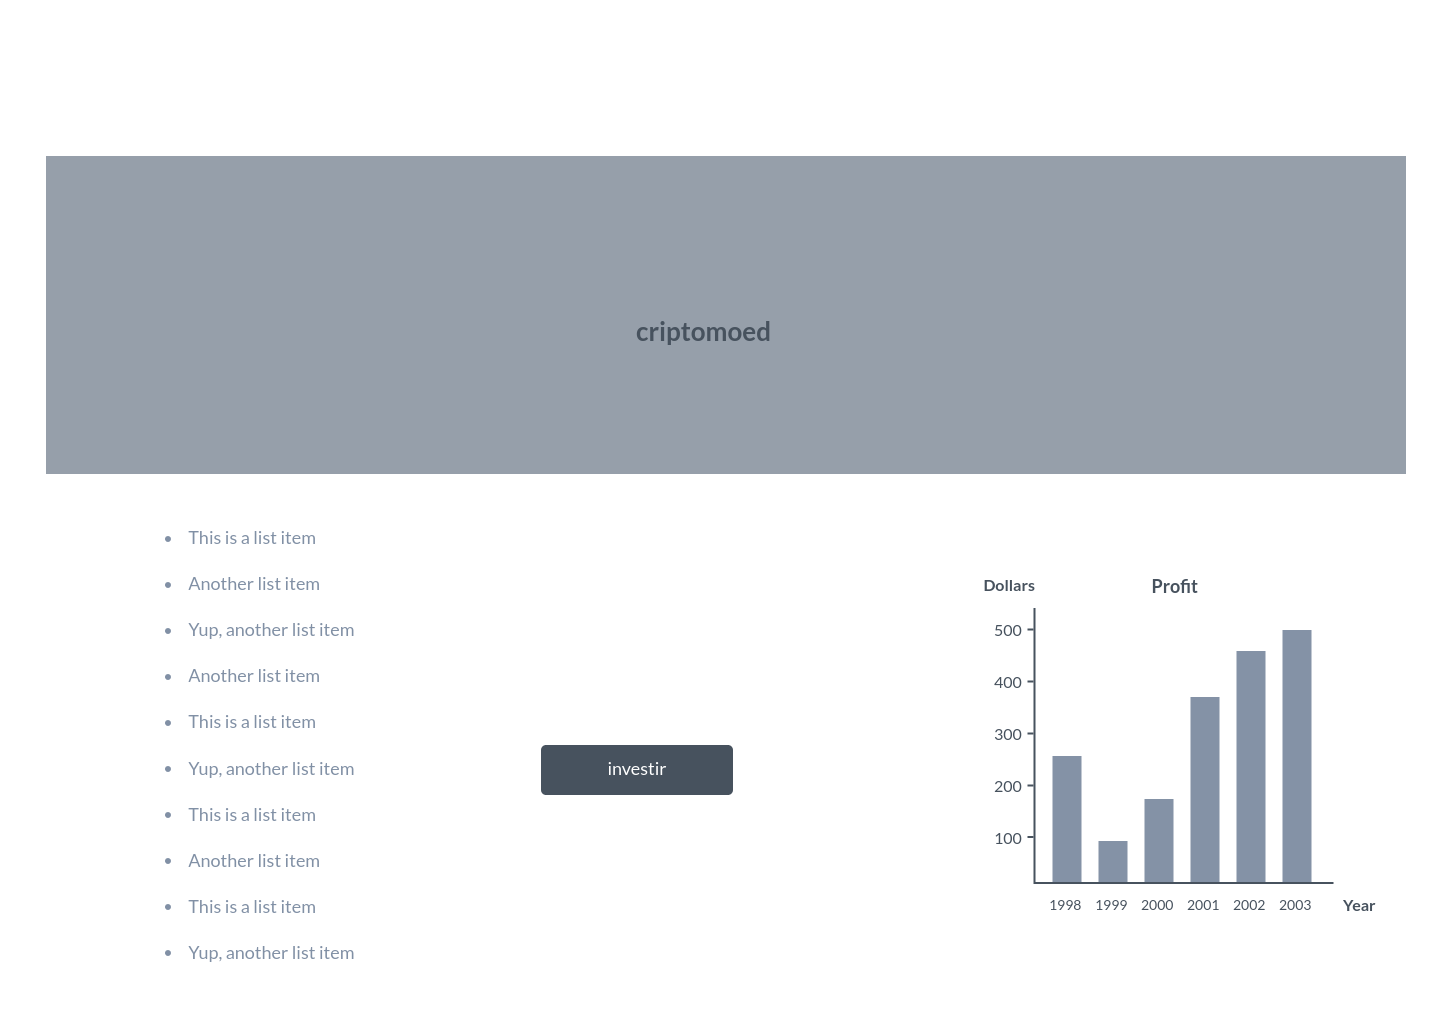 criptomoed
This is a list item
Another list item
Yup, another list item
Another list item
This is a list item
Yup, another list item
This is a list item
Another list item
This is a list item
Yup, another list item
investir
Dollars
Profit
500
400
300
200
100
1998 1999 2000 2001 2002 2003
Year